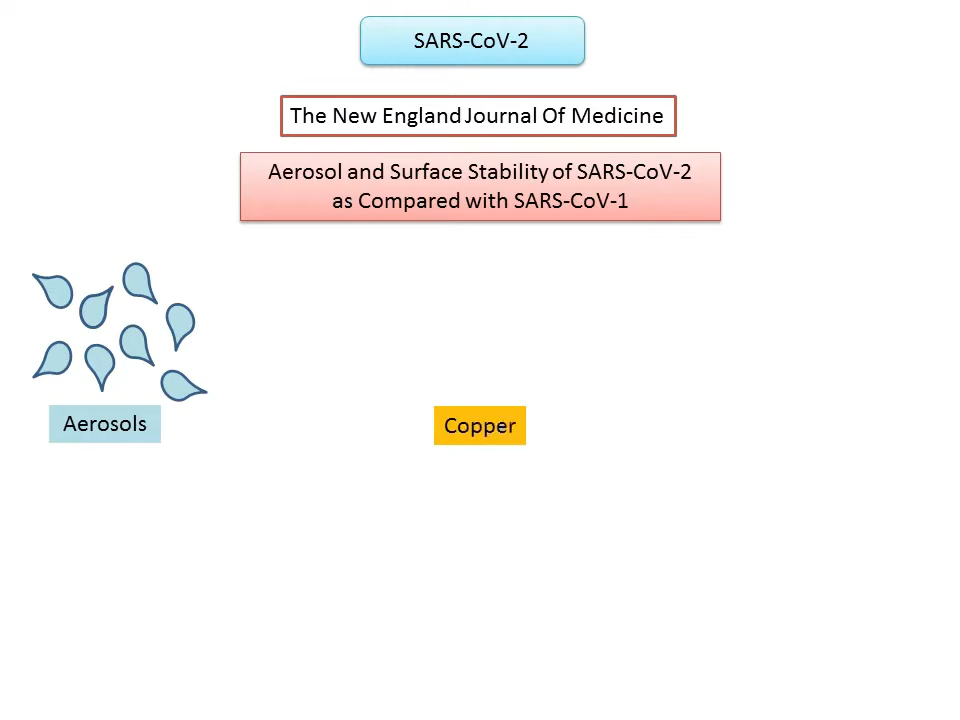 SARS-CoV-2
The New England Journal Of Medicine
Aerosol and Surface Stability of SARS-CoV-2
as Compared with SARS-CoV-1
Aerosols
Copper